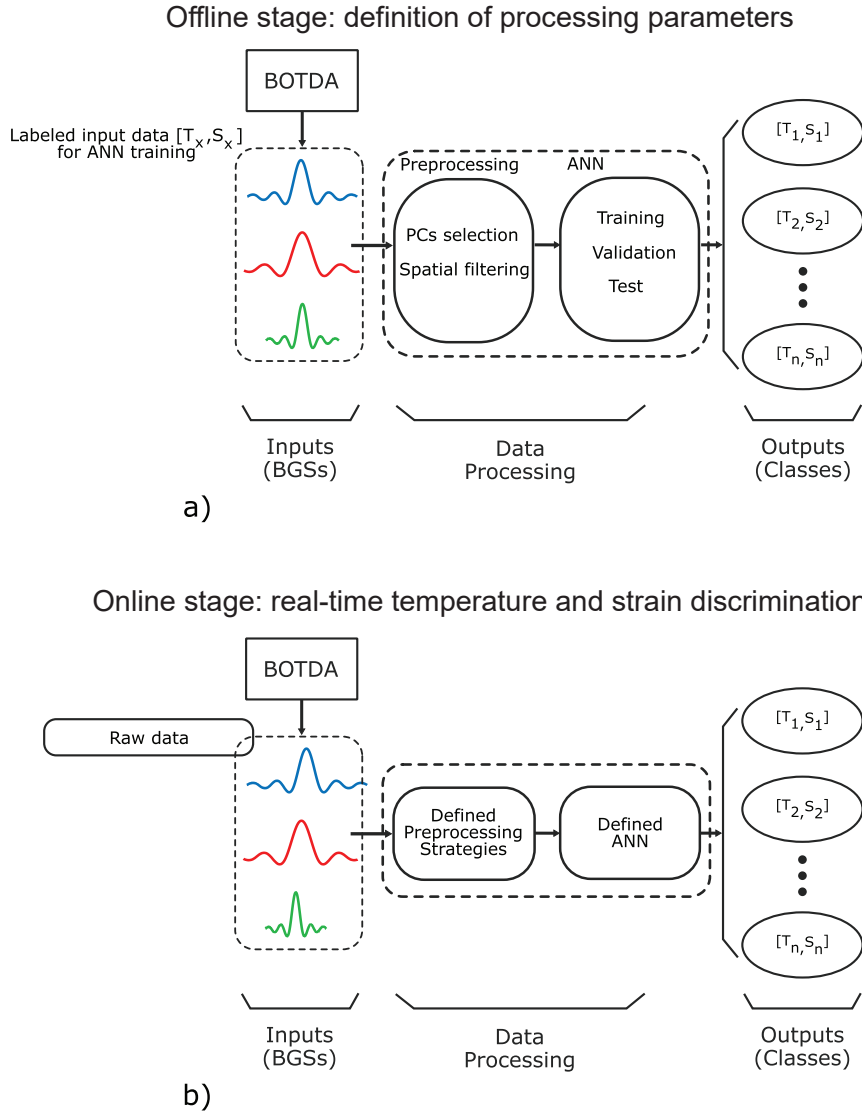 Offline stage: definition of processing parameters
BOTDA
Labeled input data [Tx,Sx]
for ANN training
Preprocessing
ANN
PCs selection
Spatial filtering
Training
Validation
Test
[T1,S1]
[T2,S2]
[Tn,Sn]
Inputs
(BGSs)
Data
Processing
Outputs
(Classes)
a)
Online stage: real-time temperature and strain discrimination
BOTDA
Raw data
Defined
Preprocessing
Strategies
Defined
ANN
[T1,S1]
[T2,S2]
[Tn,Sn]
Inputs
(BGSs)
Data
Processing
Outputs
(Classes)
b)